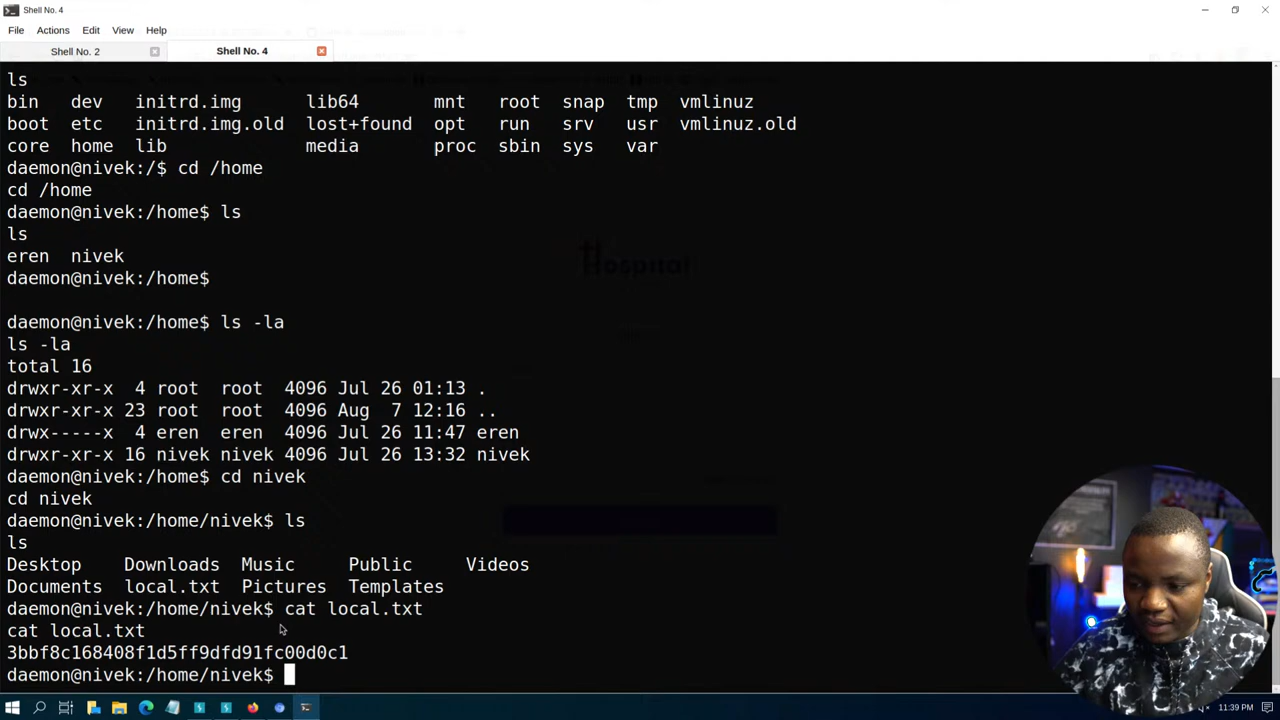 Shell No. 4
File Actions Edit View Help
Shell No. 2 Shell No. 4
ls
bin dev initrd.img lib64 mnt root snap tmp vmlinuz
boot etc initrd.img.old lost+found opt run srv usr vmlinuz.old
core home lib media proc sbin sys var
daemon@nivek:/$ cd /home
cd /home
daemon@nivek:/home$ ls
ls
eren nivek
daemon@nivek:/home$
daemon@nivek:/home$ ls -la
ls -la
total 16
drwxr-xr-x 4 root root 4096 Jul 26 01:13 .
drwxr-xr-x 23 root root 4096 Aug 7 12:16 ..
drwx-----x 4 eren eren 4096 Jul 26 11:47 eren
drwxr-xr-x 16 nivek nivek 4096 Jul 26 13:32 nivek
daemon@nivek:/home$ cd nivek
cd nivek
daemon@nivek:/home/nivek$ ls
ls
Desktop Downloads Music Public Videos
Documents local.txt Pictures Templates
daemon@nivek:/home/nivek$ cat local.txt
cat local.txt
3bbf8c168408f1d5ff9dfd91fc00d0c1
daemon@nivek:/home/nivek$
Hospital
11:39 PM